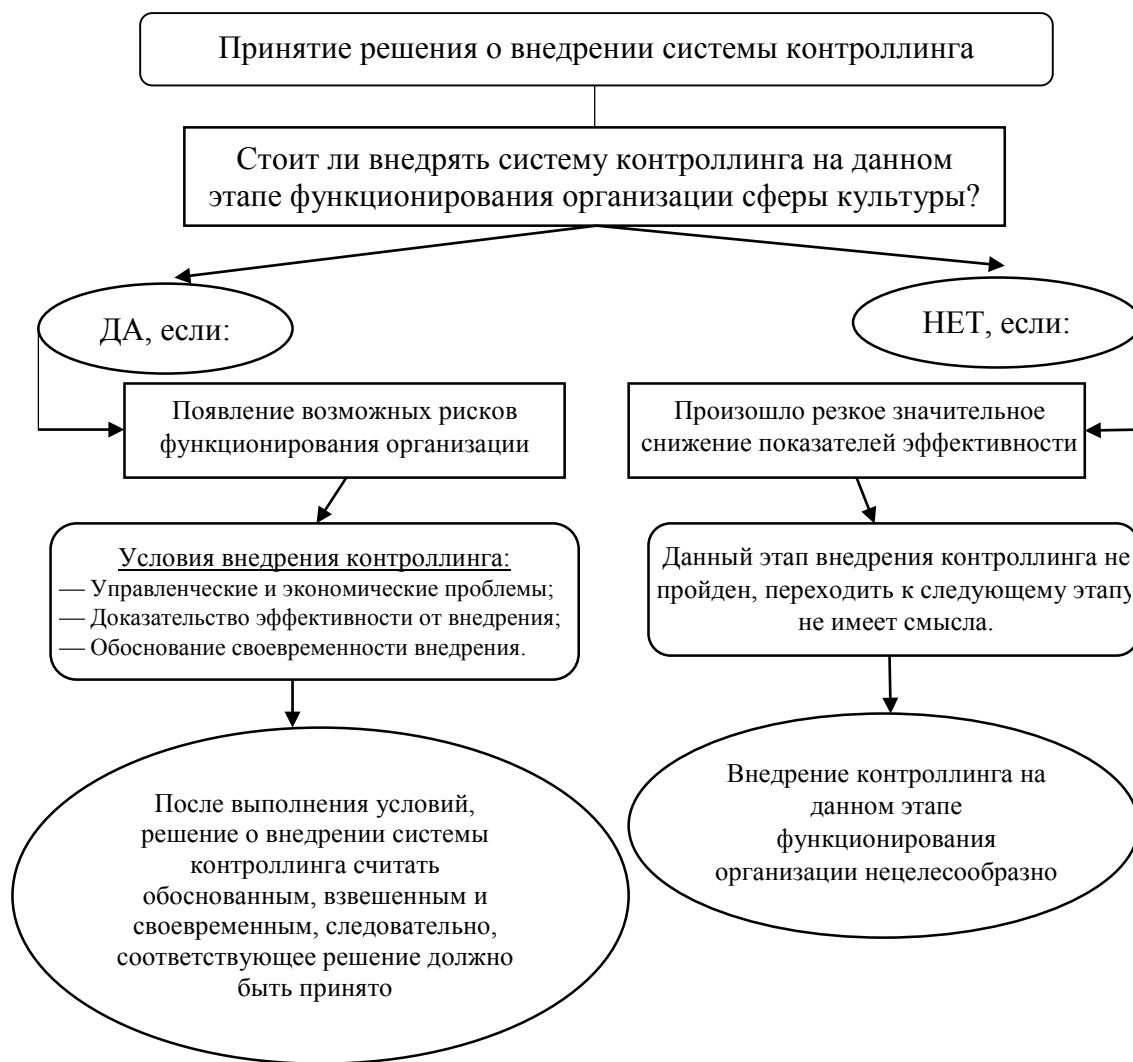 Принятие решения о внедрении системы контроллинга
Стоит ли внедрять систему контроллинга на данном
этапе функционирования организации сферы культуры?
ДА, если:
НЕТ, если:
Появление возможных рисков
функционирования организации
Произошло резкое значительное
снижение показателей эффективности
Условия внедрения контроллинга:
— Управленческие и экономические проблемы;
— Доказательство эффективности от внедрения;
— Обоснование своевременности внедрения.
Данный этап внедрения контроллинга не
пройден, переходить к следующему этапу
не имеет смысла.
После выполнения условий,
решение о внедрении системы
контроллинга считать
обоснованным, взвешенным и
своевременным, следовательно,
соответствующее решение должно
быть принято
Внедрение контроллинга на
данном этапе
функционирования
организации нецелесообразно